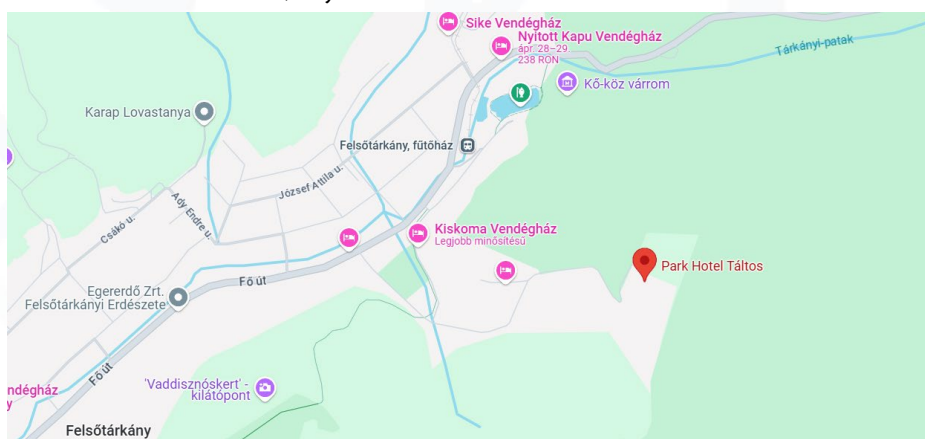 Sike Vendégház
Nyitott Kapu Vendégház
ápr. 28–29
238 RON
Tárkányi-patak
Kő-köz várrom
Karap Lovastanya
Felsőtárkány, fűtőház
József Attila u.
Ady Endre u.
Csákó u.
Kiskoma Vendégház
Legjobb minősítésű
Park Hotel Táltos
Fő út
Egererdő Zrt.
Felsőtárkányi Erdészete
Fő út
'Vaddisznóskert' -
kilátópont
ndégház
y
Felsőtárkány